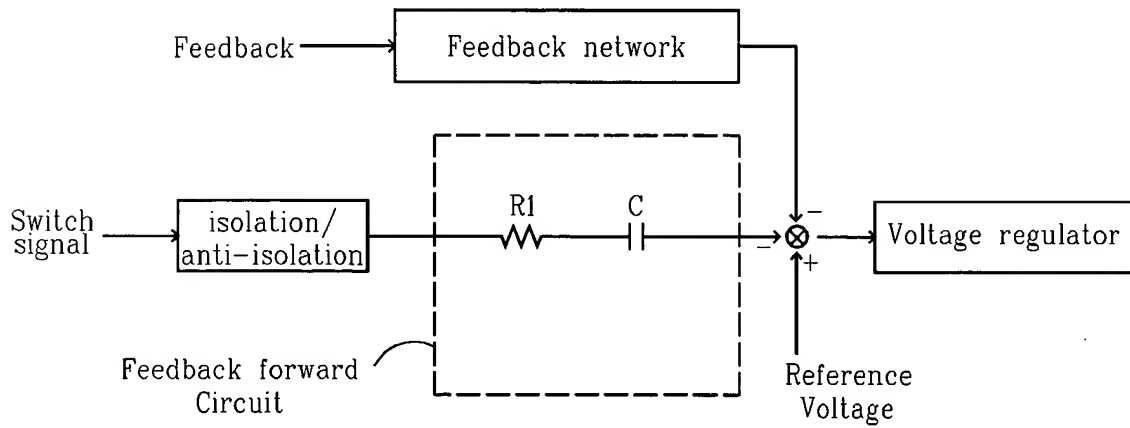 Feedback
Feedback network
Switch
signal
isolation/
anti-isolation
R1
C
-
-
+
Voltage regulator
Feedback forward
Circuit
Reference
Voltage